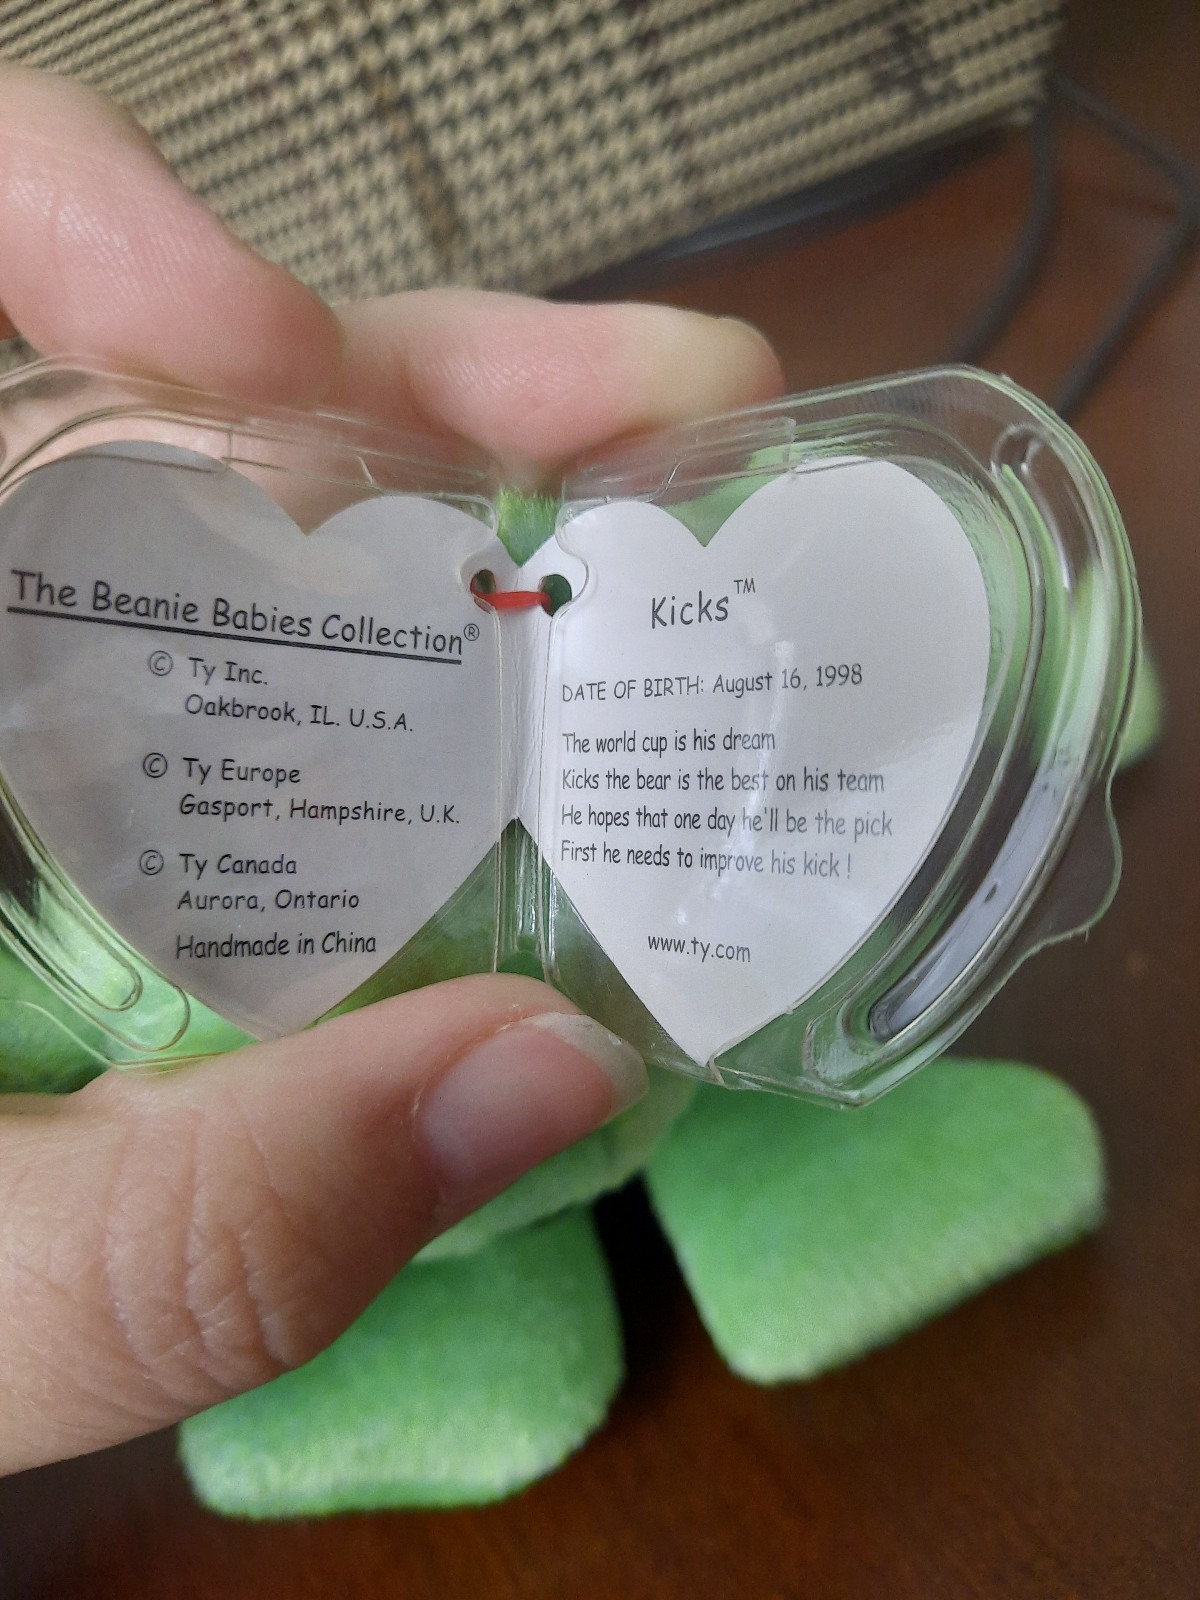 The Beanie Babies Collection®
© Ty Inc.
Oakbrook, IL. U.S.A.
© Ty Europe
Gasport, Hampshire, U.K.
© Ty Canada
Aurora, Ontario
Handmade in China
Kicks™
DATE OF BIRTH: August 16, 1998
The world cup is his dream
Kicks the bear is the best on his team
He hopes that one day he'll be the pick
First he needs to improve his kick !
www.ty.com